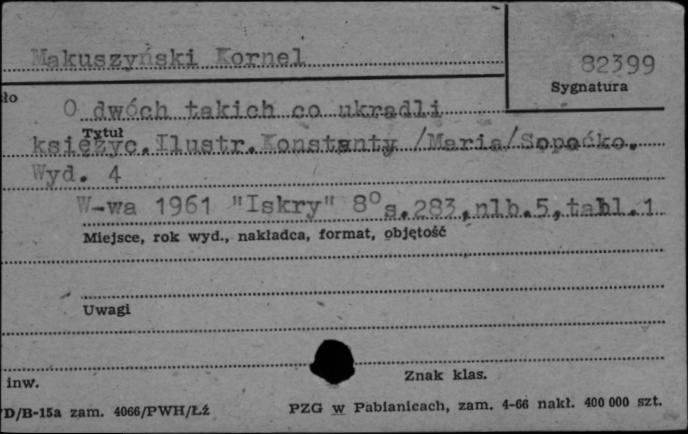 Makuszyński Kornel
82399
Sygnatura
ło
O dwóch takich co ukradli
Tytuł
księżyc.Ilustr.Konstanty /Maria/Sopoćko.
Wyd. 4
W-wa 1961 "Iskry" 8⁰s.283,nlb.5,tabl.1
Miejsce, rok wyd., nakładca, format, objętość
Uwagi
inw.
Znak klas.
D/B-15a zam. 4066/PWH/Łź
PZG w Pabianicach, zam. 4-66 nakł. 400 000 szt.